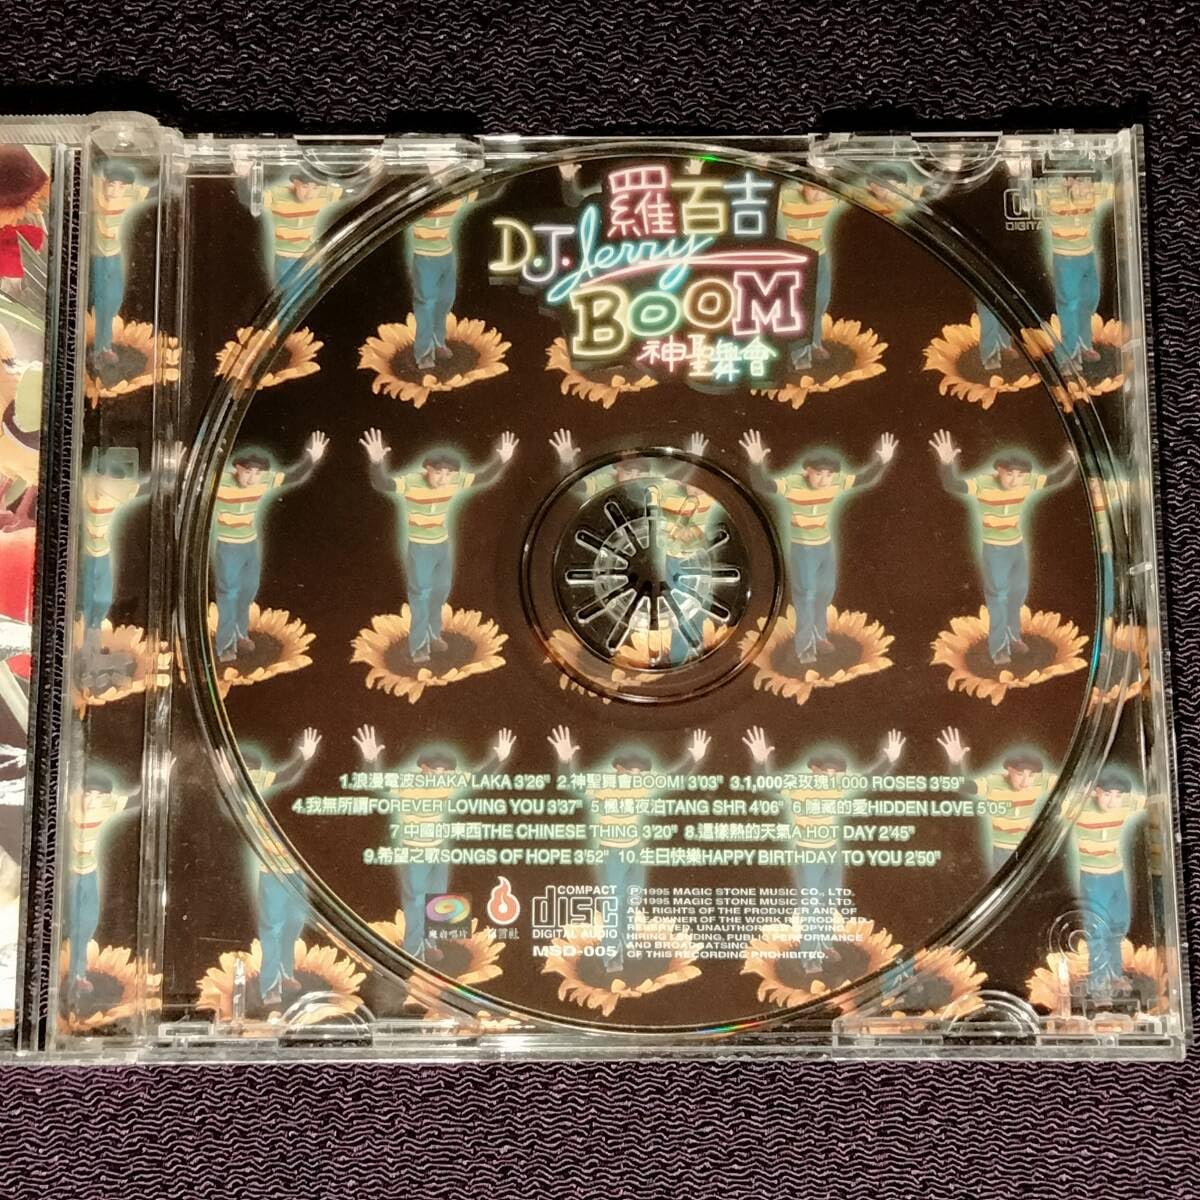 羅百吉
D.J. Jerry
BOOM
神聖舞會
DIGITA
1.浪漫電波SHAKA LAKA 3'26" 2.神聖舞會BOOM! 3'03" 3.1,000朵玫瑰1,000 ROSES 3'59"
4.我無所謂FOREVER LOVING YOU 3'37" 5.楓橋夜泊TANG SHR 4'06" 6.隱藏的愛HIDDEN LOVE 5'05"
7 中國的東西THE CHINESE THING 3'20" 8.這樣熱的天氣A HOT DAY 2'45"
9.希望之歌SONGS OF HOPE 3'52" 10.生日快樂HAPPY BIRTHDAY TO YOU 2'50"
魔岩唱片
COMPACT
disc
DIGITAL AUDIO
MSD-005
Ⓟ1995 MAGIC STONE MUSIC CO., LTD.
©1995 MAGIC STONE MUSIC CO., LTD.
ALL RIGHTS OF THE PRODUCER AND OF
THE OWNER OF THE WORK REPRODUCED
RESERVED. UNAUTHORISED COPYING,
HIRING LENDING, PUBLIC PERFORMANCE
AND BROADCATSING
OF THIS RECORDING PROHIBITED.